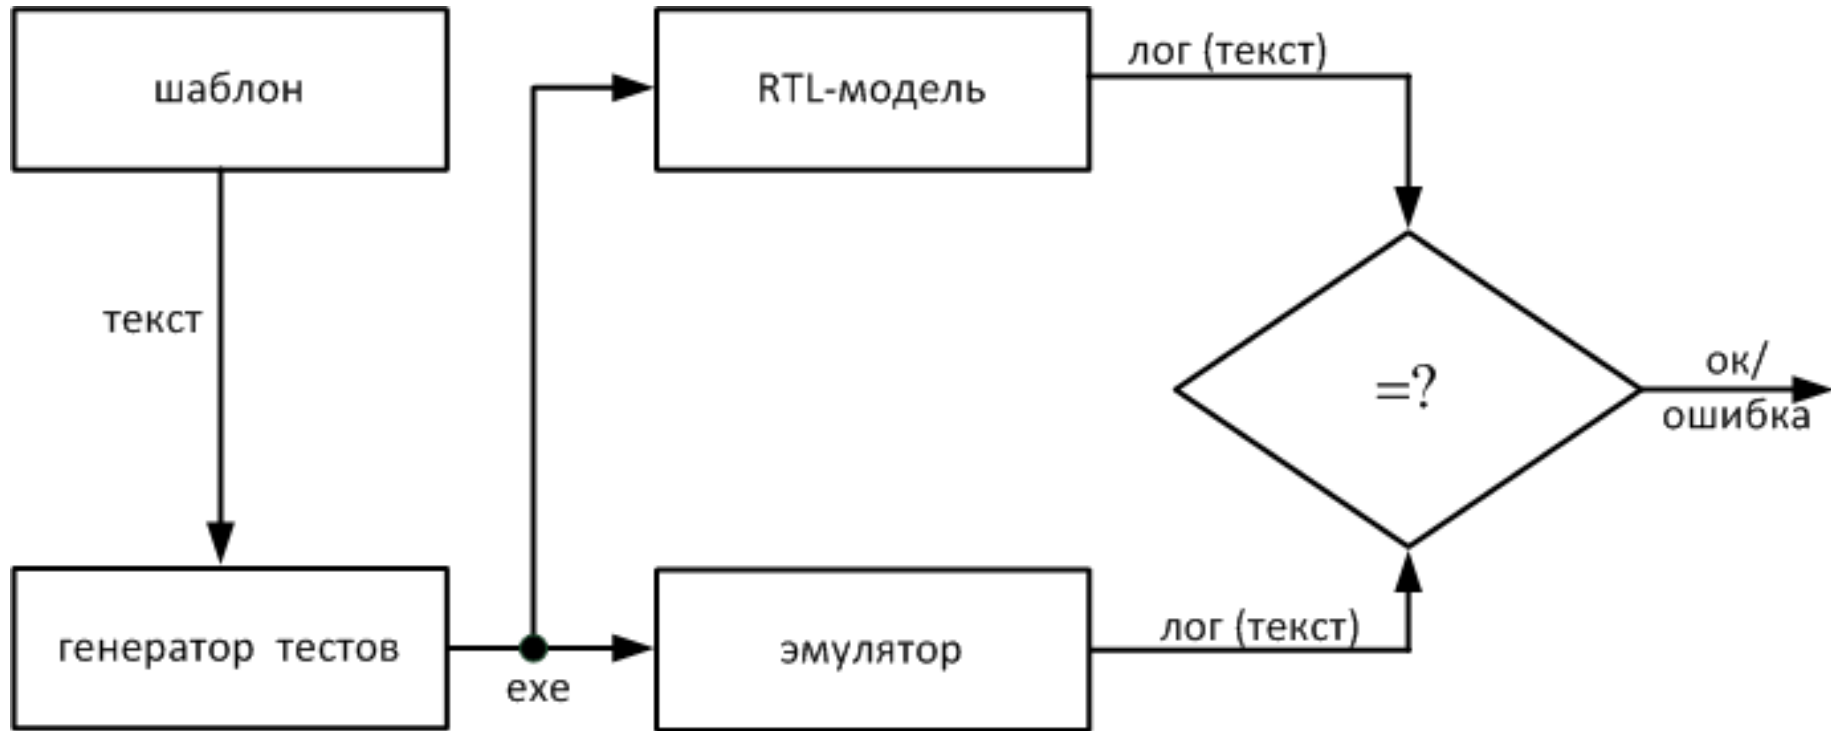 шаблон
RTL-модель
лог (текст)
текст
=?
ок/
ошибка
генератор тестов
exe
эмулятор
лог (текст)